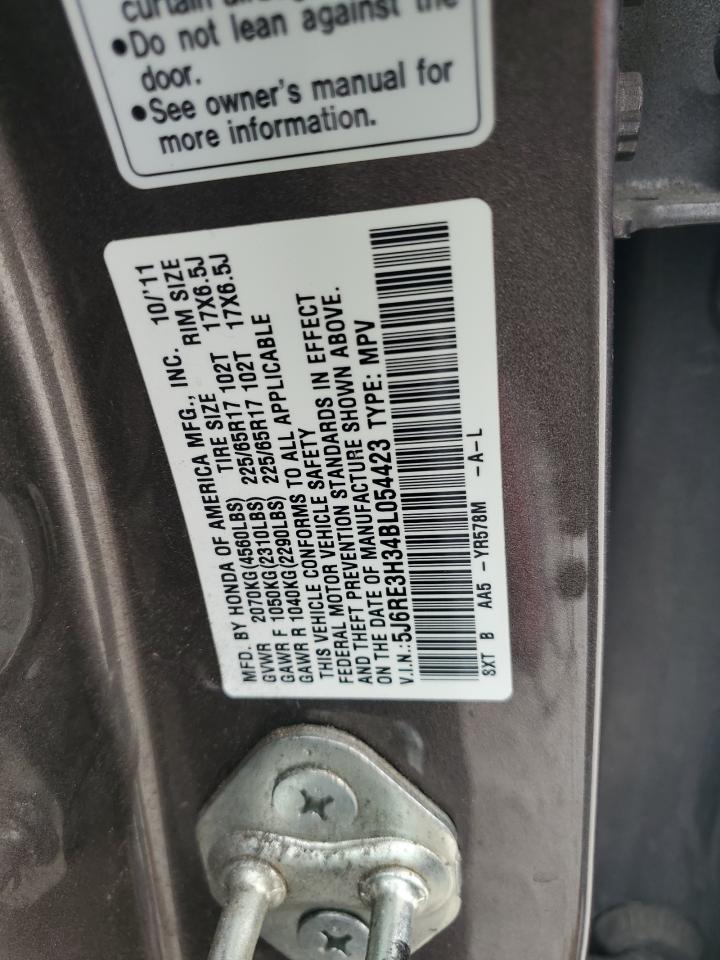 curtain
●Do not lean against the
door.
●See owner's manual for
more information.
MFD. BY HONDA OF AMERICA MFG., INC. 10/'11
GVWR 2070KG(4560LBS) TIRE SIZE RIM SIZE
GAWR F 1050KG(2310LBS) 225/65R17 102T 17X6.5J
GAWR R 1040KG(2290LBS) 225/65R17 102T 17X6.5J
THIS VEHICLE CONFORMS TO ALL APPLICABLE
FEDERAL MOTOR VEHICLE SAFETY
AND THEFT PREVENTION STANDARDS IN EFFECT
ON THE DATE OF MANUFACTURE SHOWN ABOVE.
V.I.N.:5J6RE3H34BL054423 TYPE: MPV
SXT B AA5 - YR578M -A-L